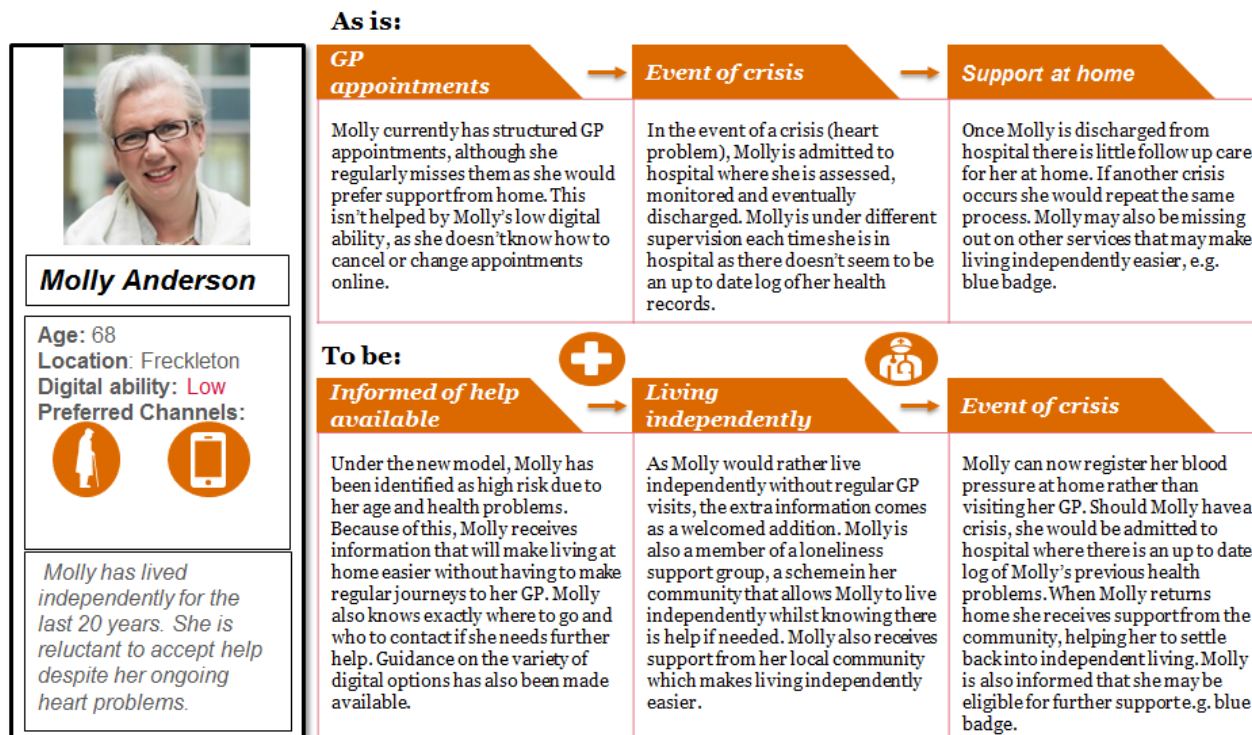 As is:
Molly Anderson
Age: 68
Location: Freckleton
Digital ability: Low
Preferred Channels:
Molly has lived
independently for the
last 20 years. She is
reluctant to accept help
despite her ongoing
heart problems.
GP
appointments
Molly currently has structured GP
appointments, although she
regularly misses them as she would
prefer support from home. This
isn't helped by Molly's low digital
ability, as she doesn't know how to
cancel or change appointments
online.
Event of crisis
In the event of a crisis (heart
problem), Molly is admitted to
hospital where she is assessed,
monitored and eventually
discharged. Molly is under different
supervision each time she is in
hospital as there doesn't seem to be
an up to date log of her health
records.
Support at home
Once Molly is discharged from
hospital there is little follow up care
for her at home. If another crisis
occurs she would repeat the same
process. Molly may also be missing
out on other services that may make
living independently easier, e.g.
blue badge.
To be:
Informed of help
available
Under the new model, Molly has
been identified as high risk due to
her age and health problems.
Because of this, Molly receives
information that will make living at
home easier without having to make
regular journeys to her GP. Molly
also knows exactly where to go and
who to contact if she needs further
help. Guidance on the variety of
digital options has also been made
available.
Living
independently
As Molly would rather live
independently without regular GP
visits, the extra information comes
as a welcomed addition. Molly is
also a member of a loneliness
support group, a scheme in her
community that allows Molly to live
independently whilst knowing there
is help if needed. Molly also receives
support from her local community
which makes living independently
easier.
Event of crisis
Molly can now register her blood
pressure at home rather than
visiting her GP. Should Molly have a
crisis, she would be admitted to
hospital where there is an up to date
log of Molly's previous health
problems. When Molly returns
home she receives support from the
community, helping her to settle
back into independent living. Molly
is also informed that she may be
eligible for further support e.g. blue
badge.